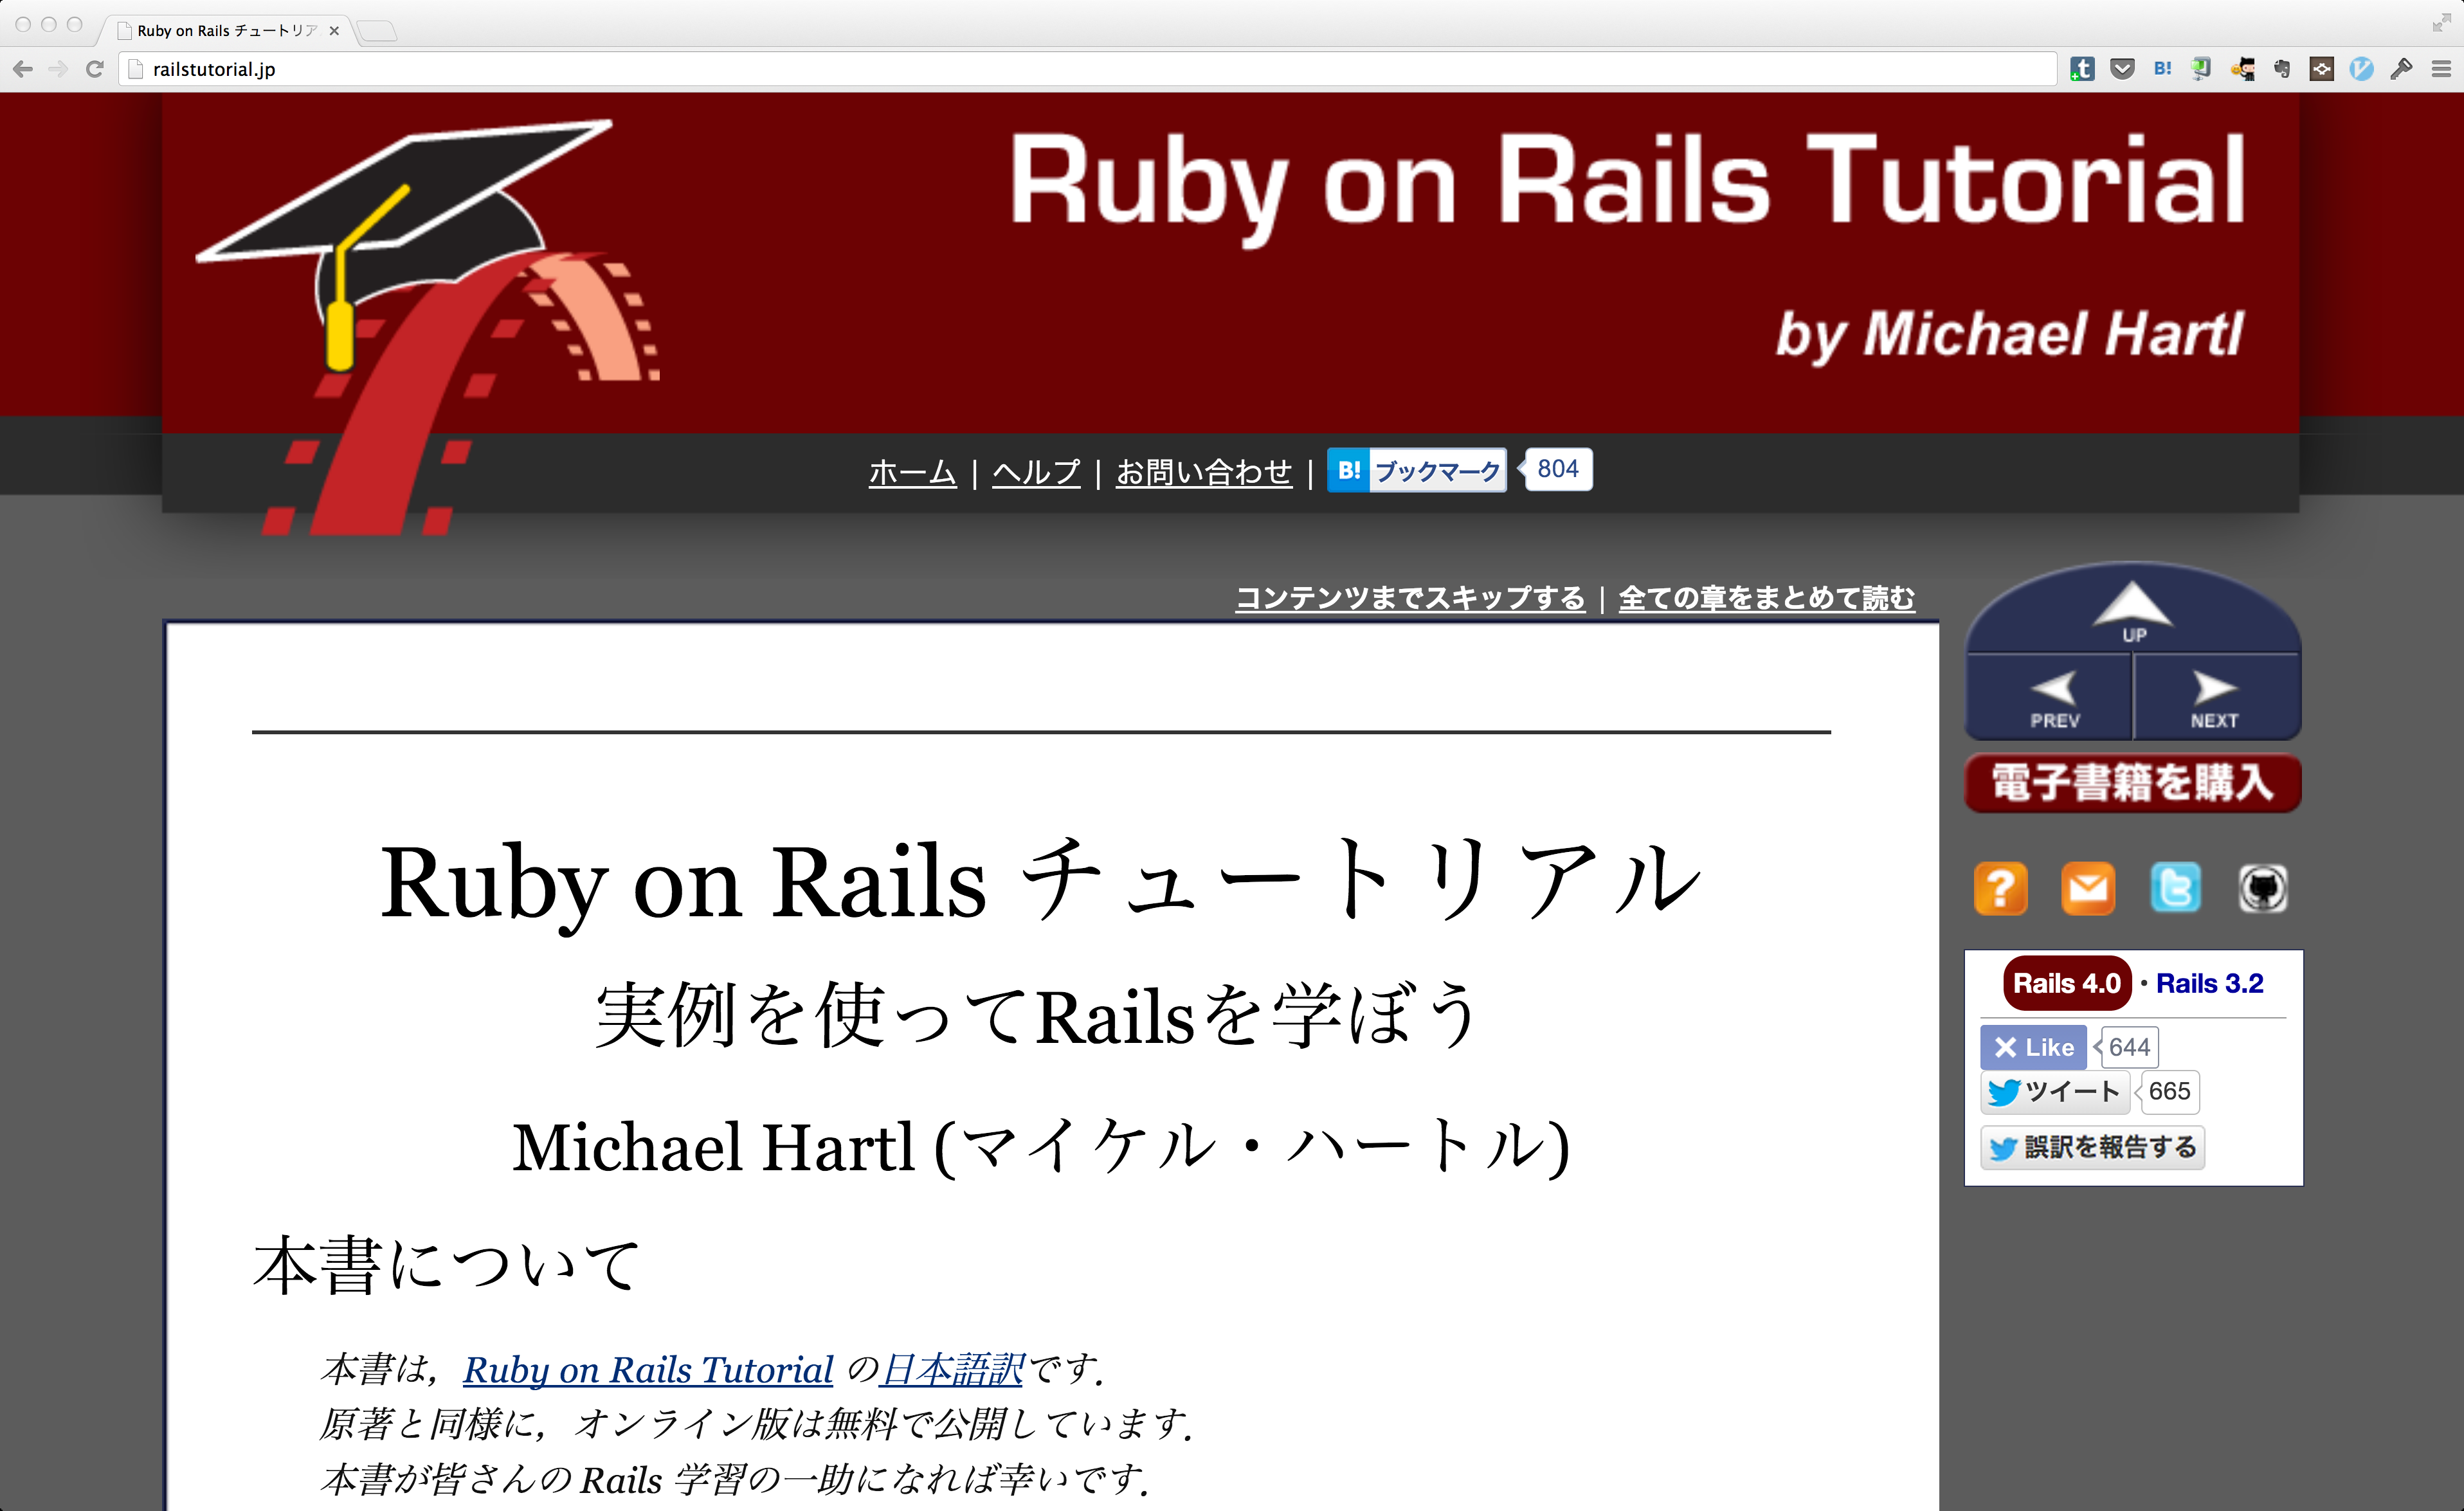 Ruby on Rails チュートリア
railstutorial.jp
Ruby on Rails Tutorial
by Michael Hartl
ホーム | ヘルプ | お問い合わせ | B! ブックマーク 804
コンテンツまでスキップする | 全ての章をまとめて読む
UP
PREV NEXT
電子書籍を購入
Rails 4.0 · Rails 3.2
Like 644
ツイート 665
誤訳を報告する
Ruby on Rails チュートリアル
実例を使ってRailsを学ぼう
Michael Hartl (マイケル・ハートル)
本書について
本書は，Ruby on Rails Tutorial の日本語訳です．
原著と同様に，オンライン版は無料で公開しています．
本書が皆さんの Rails 学習の一助になれば幸いです．